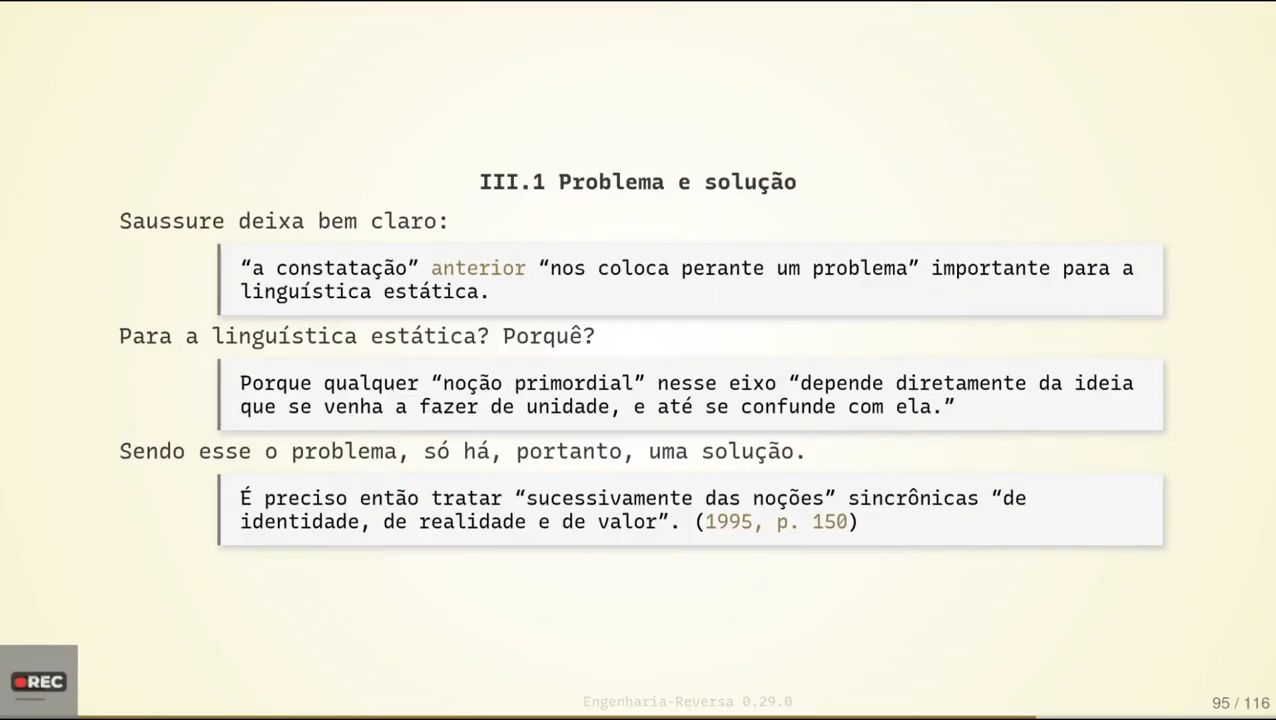 III.1 Problema e solução
Saussure deixa bem claro:
“a constatação” anterior “nos coloca perante um problema” importante para a
linguística estática.
Para a linguística estática? Porquê?
Porque qualquer “noção primordial” nesse eixo “depende diretamente da ideia
que se venha a fazer de unidade, e até se confunde com ela.”
Sendo esse o problema, só há, portanto, uma solução.
É preciso então tratar “sucessivamente das noções” sincrônicas “de
identidade, de realidade e de valor”. (1995, p. 150)
REC
Engenharia-Reversa 0.29.0
95 / 116